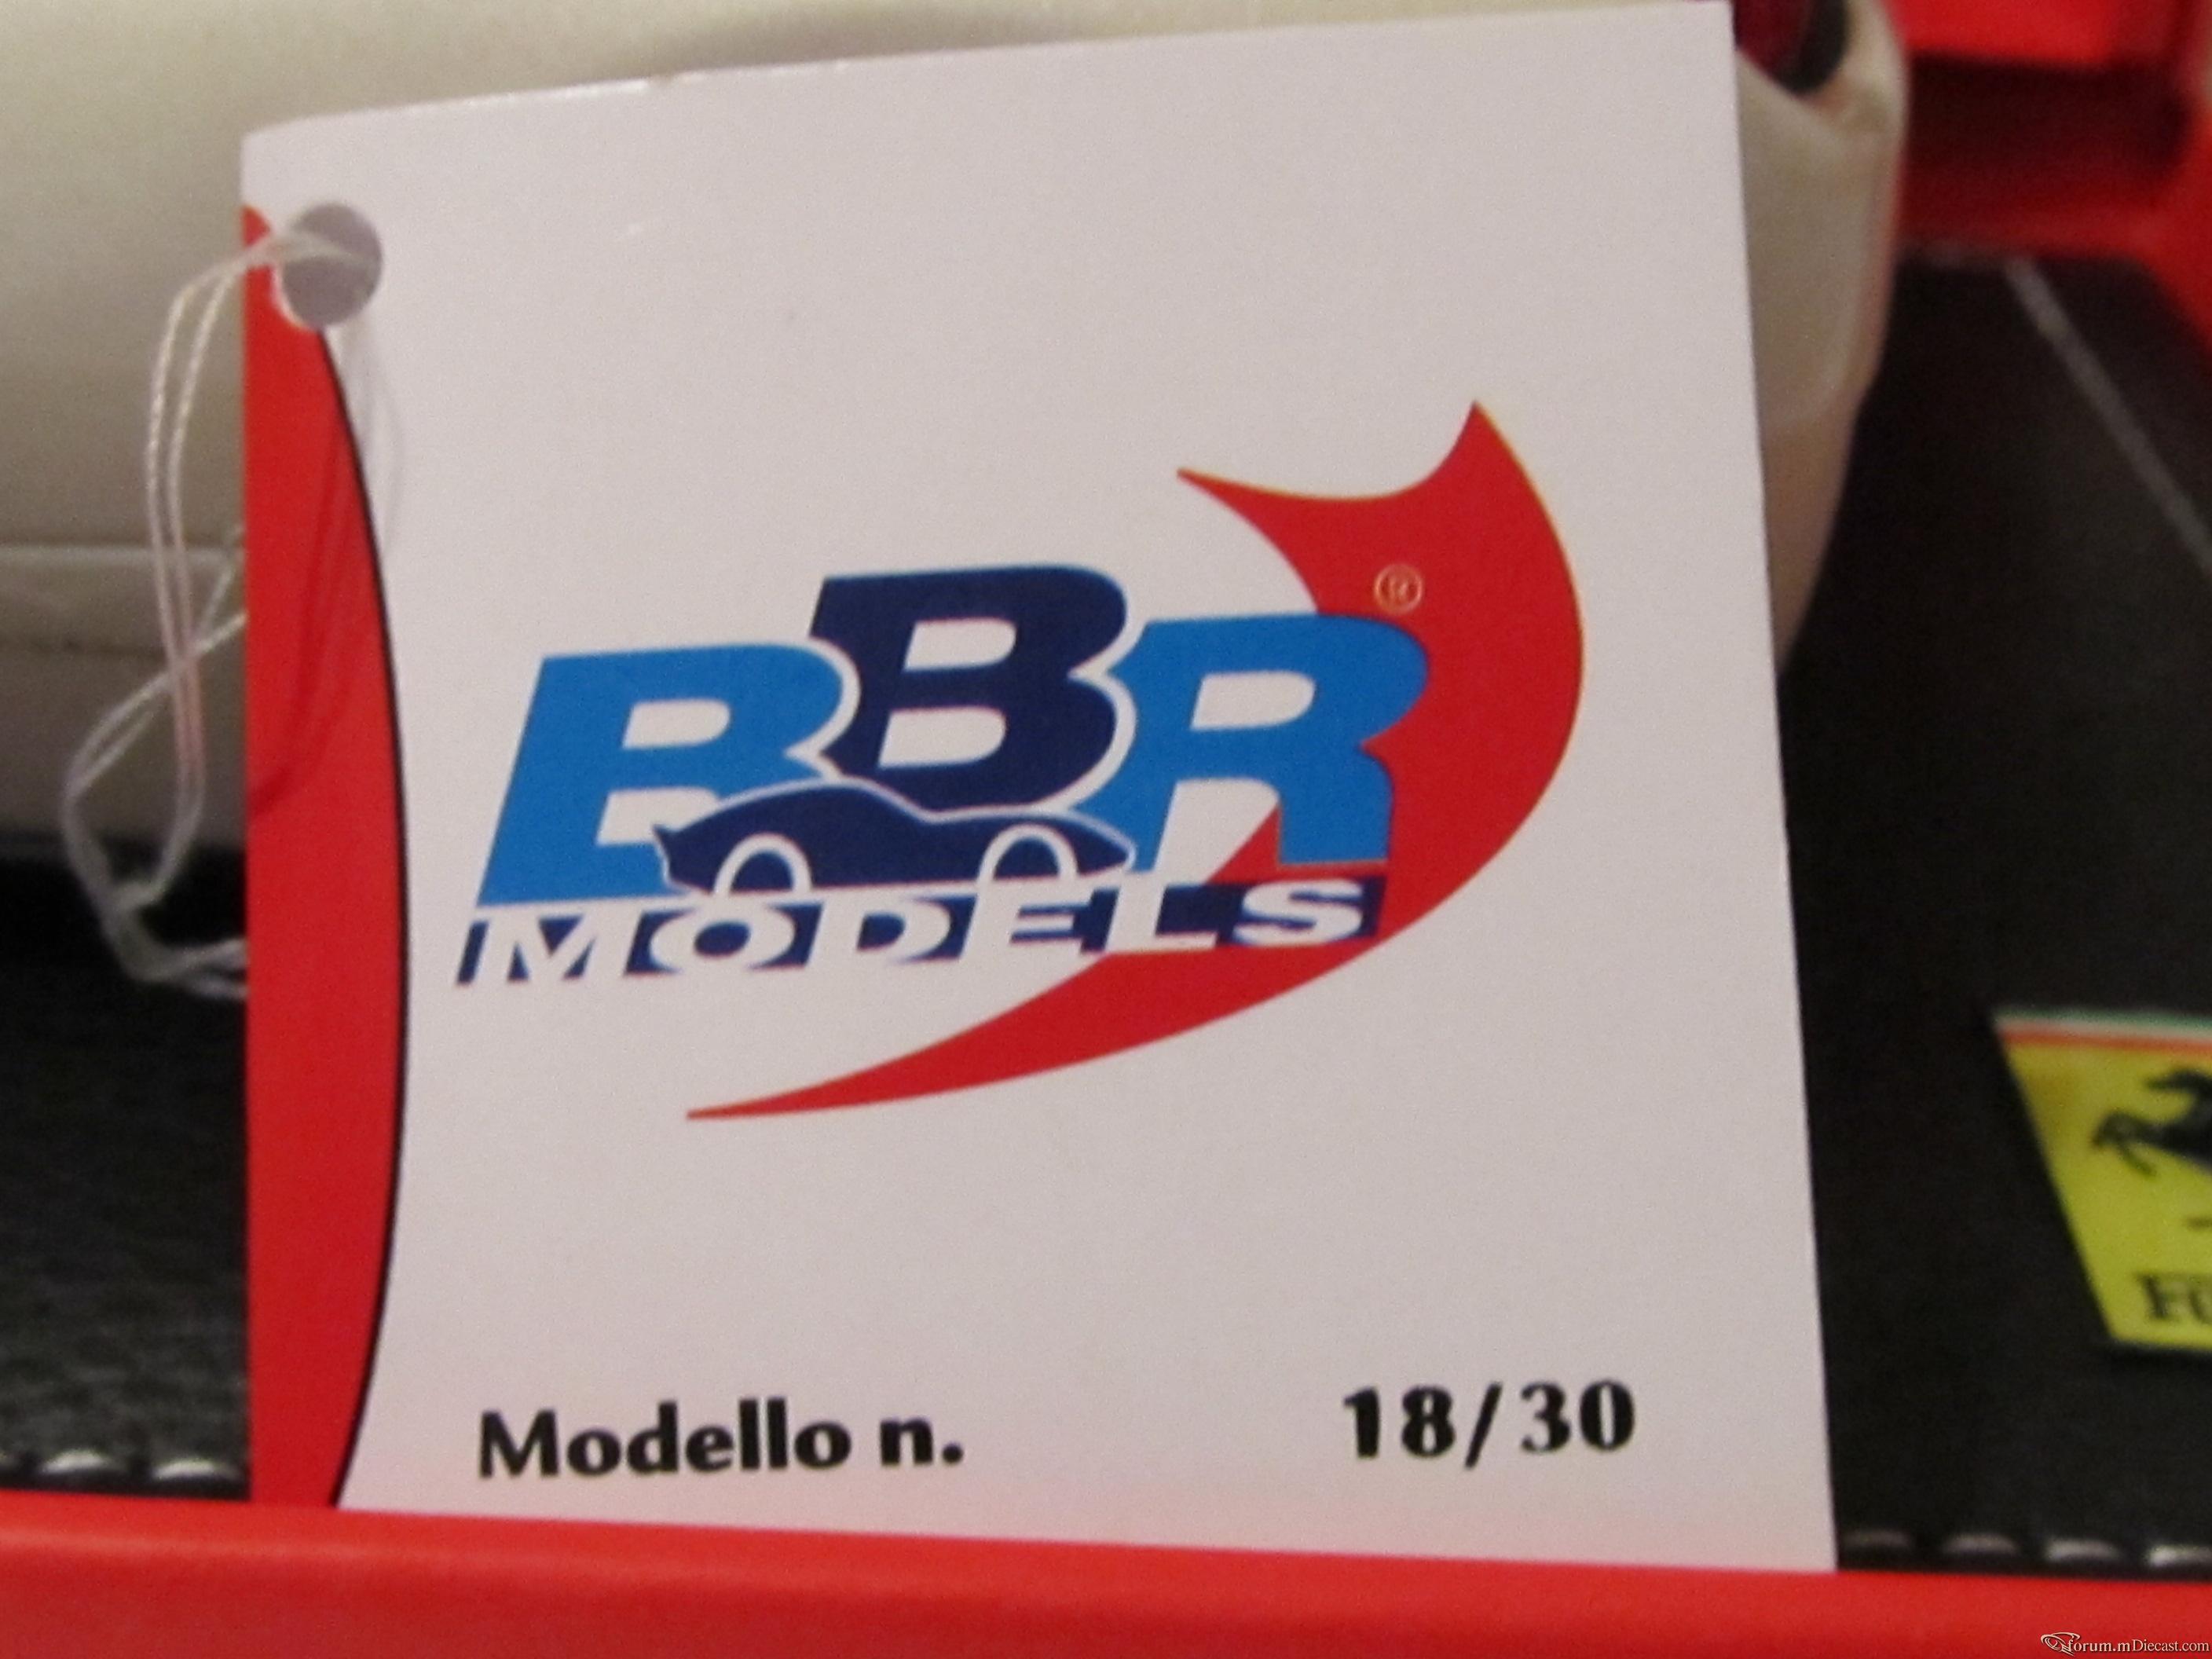 BBR
®
MODELS
Modello n. 18/30
forum.mDiecast.com